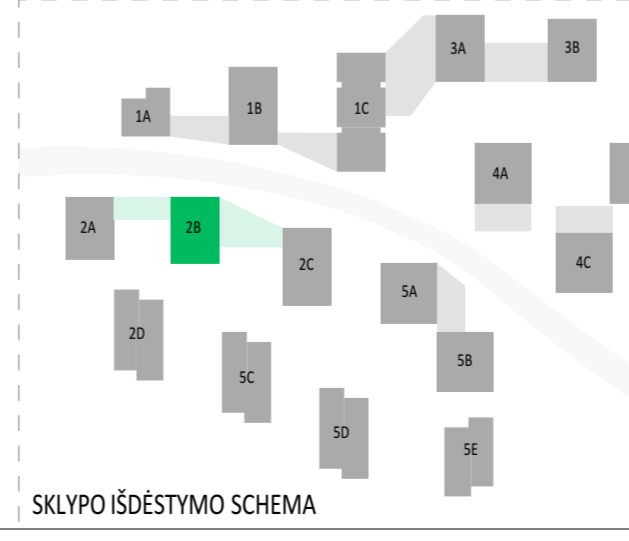 3A
3B
1A
1B
1C
4A
2A
2B
2C
4C
5A
2D
5B
5C
5D
5E
SKLYPO IŠDĖSTYMO SCHEMA